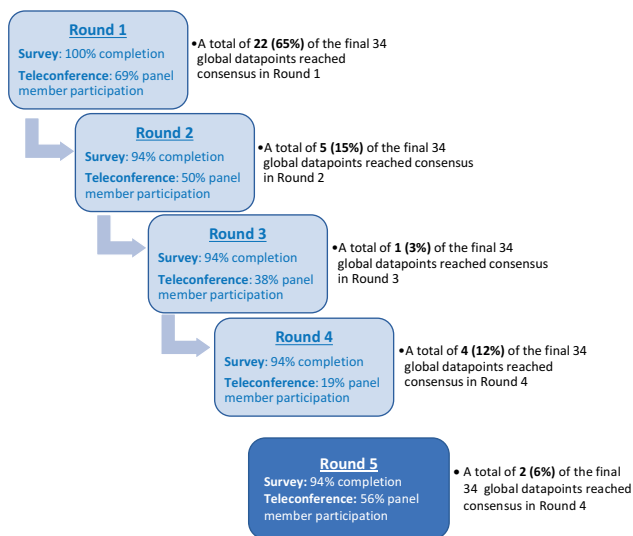 Round 1
Survey: 100% completion
Teleconference: 69% panel
member participation
•A total of 22 (65%) of the final 34
global datapoints reached
consensus in Round 1
Round 2
Survey: 94% completion
Teleconference: 50% panel
member participation
•A total of 5 (15%) of the final 34
global datapoints reached consensus
in Round 2
Round 3
Survey: 94% completion
Teleconference: 38% panel
member participation
•A total of 1 (3%) of the final 34
global datapoints reached consensus
in Round 3
Round 4
Survey: 94% completion
Teleconference: 19% panel
member participation
•A total of 4 (12%) of the final 34
global datapoints reached
consensus in Round 4
Round 5
Survey: 94% completion
Teleconference: 56% panel
member participation
• A total of 2 (6%) of the final
34 global datapoints reached
consensus in Round 4